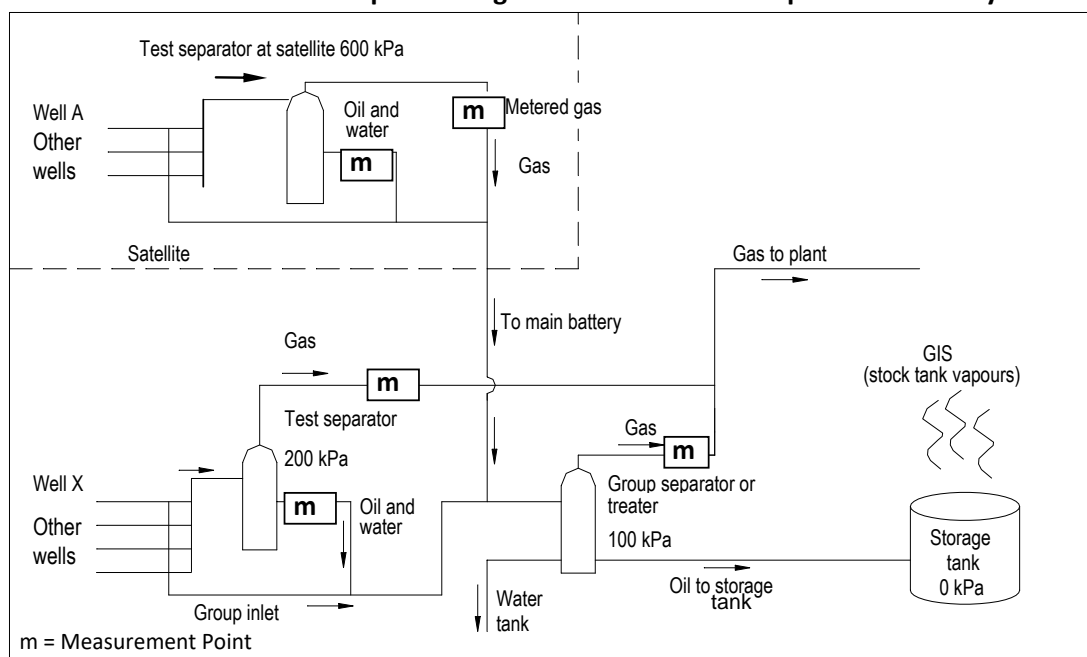 Test separator at satellite 600 kPa
Well A
Other
wells
Oil and
water
m
m
Metered gas
Gas
Satellite
Gas to plant
To main battery
Gas
m
GIS
(stock tank vapours)
Test separator
200 kPa
Gas
m
Well X
Other
wells
m
Oil and
water
Group separator or
treater
100 kPa
Storage
tank
0 kPa
Oil to storage
tank
Group inlet
Water
tank
m = Measurement Point